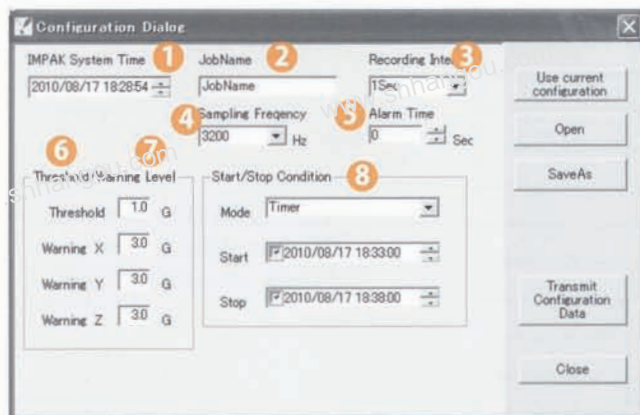 Configuration Dialog
IMPAK System Time 1
JobName 2
Recording Inte 3
2010/08/17 18:28:54
JobName
1Sec
Use current
configuration
4 Sampling Freqency
5 Alarm Time
3200 Hz
0 Sec
Open
6 7
Threshold/Warning Level
Start/Stop Condition 8
SaveAs
Threshold 1.0 G
Mode Timer
Warning X 3.0 G
Start 2010/08/17 18:33:00
Warning Y 3.0 G
Stop 2010/08/17 18:38:00
Warning Z 3.0 G
Transmit
Configuration
Data
Close